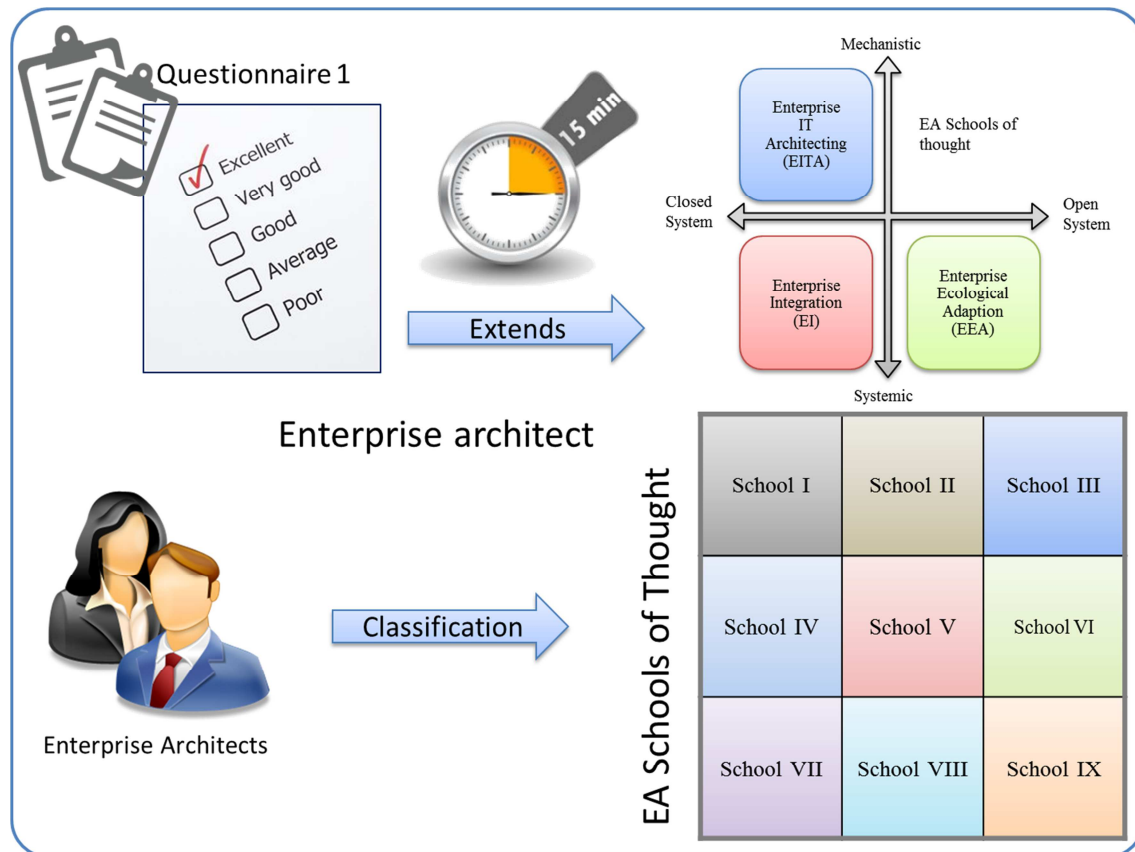 Questionnaire 1
Excellent
Very good
Good
Average
Poor
15 min
Extends
Mechanistic
Enterprise
IT
Architecting
(EITA)
EA Schools of
thought
Closed
System
Open
System
Enterprise
Integration
(EI)
Enterprise
Ecological
Adaption
(EEA)
Systemic
Enterprise architect
Enterprise Architects
Classification
EA Schools of Thought
School I
School II
School III
School IV
School V
School VI
School VII
School VIII
School IX